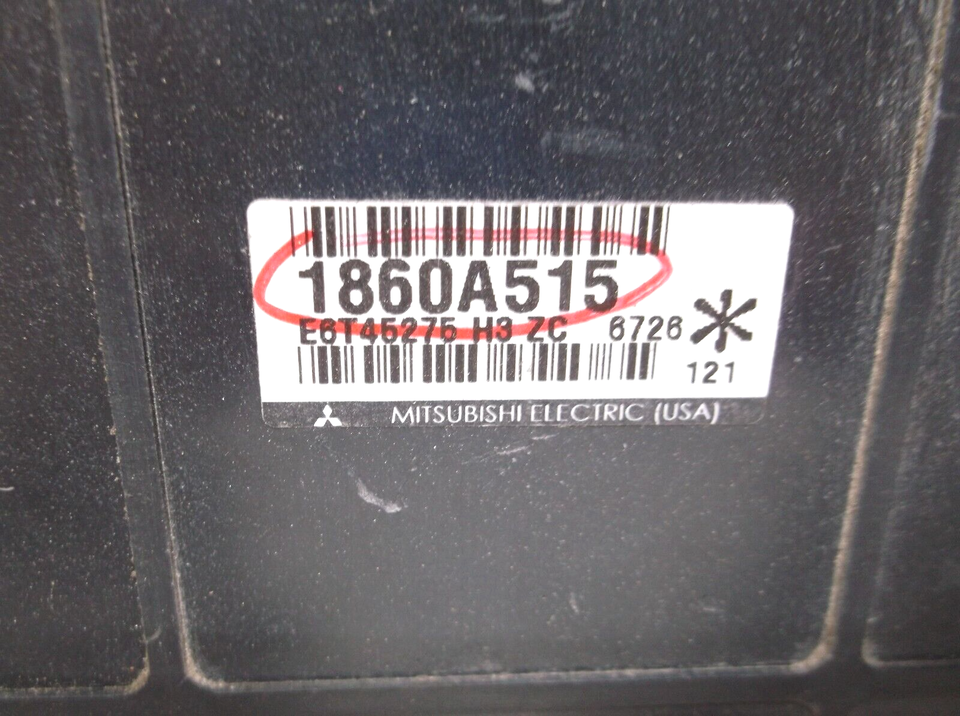 1860A515
E6T45275 H3 ZC 6726
121
MITSUBISHI ELECTRIC (USA)